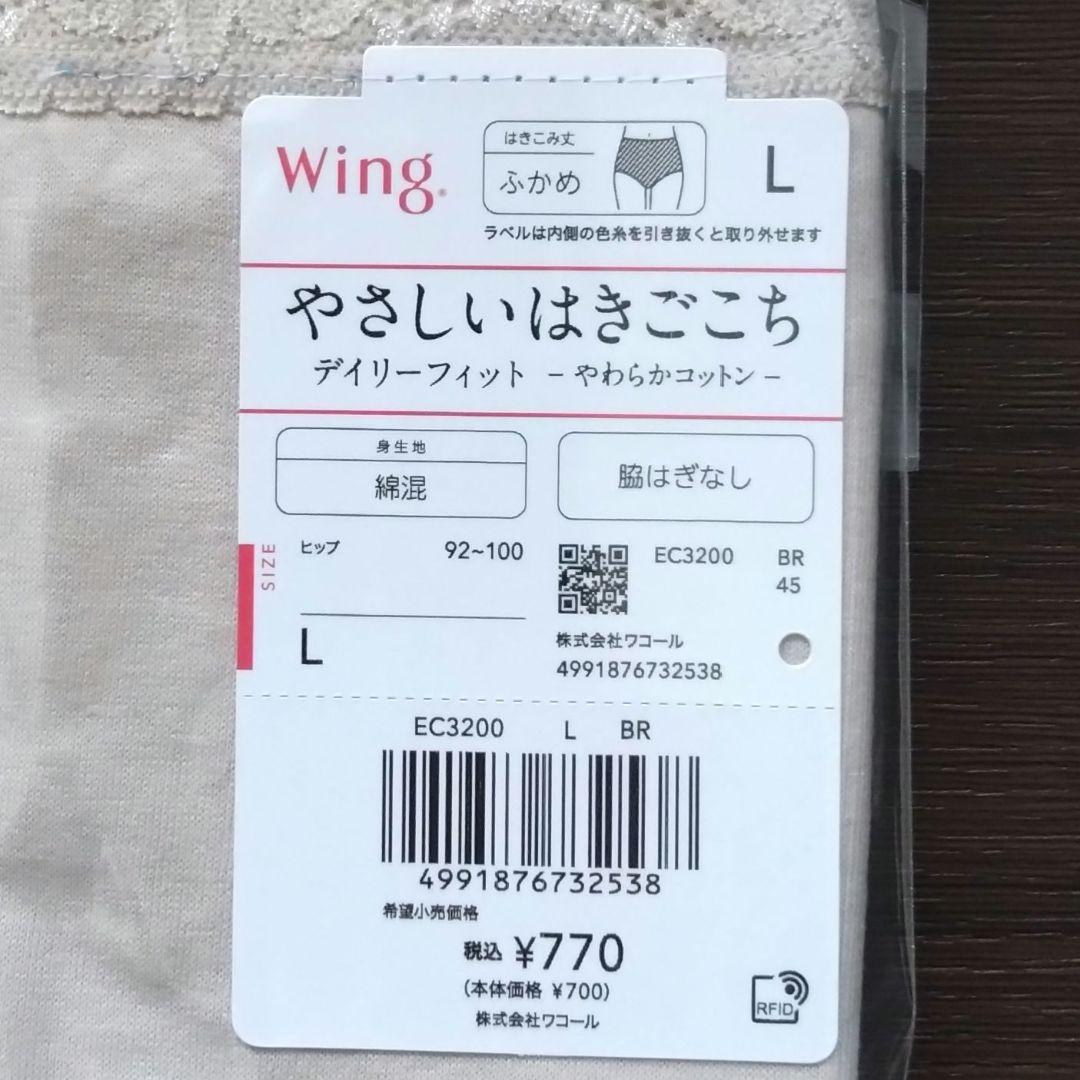 Wing®
はきこみ丈
ふかめ
L
ラベルは内側の色糸を引き抜くと取り外せます
やさしいはきごこち
デイリーフィット －やわらかコットン－
身生地
綿混
脇はぎなし
SIZE
ヒップ 92~100
L
EC3200 BR
45
株式会社ワコール
4991876732538
EC3200 L BR
4991876732538
希望小売価格
税込 ¥770
(本体価格 ¥700)
株式会社ワコール
RFID